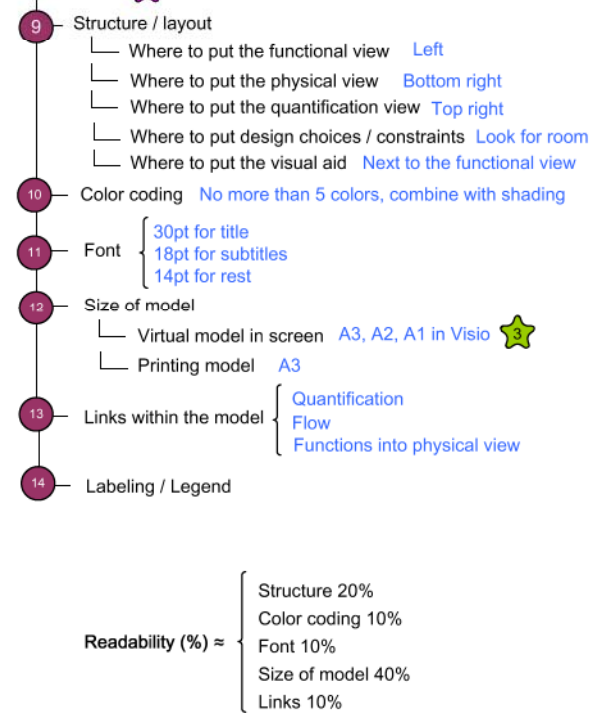 9 Structure / layout
Where to put the functional view Left
Where to put the physical view Bottom right
Where to put the quantification view Top right
Where to put design choices / constraints Look for room
Where to put the visual aid Next to the functional view
10 Color coding No more than 5 colors, combine with shading
30pt for title
11 Font 18pt for subtitles
14pt for rest
12 Size of model
Virtual model in screen A3, A2, A1 in Visio 3
Printing model A3
Quantification
13 Links within the model Flow
Functions into physical view
14 Labeling / Legend
Structure 20%
Color coding 10%
Readability (%) ≈ Font 10%
Size of model 40%
Links 10%